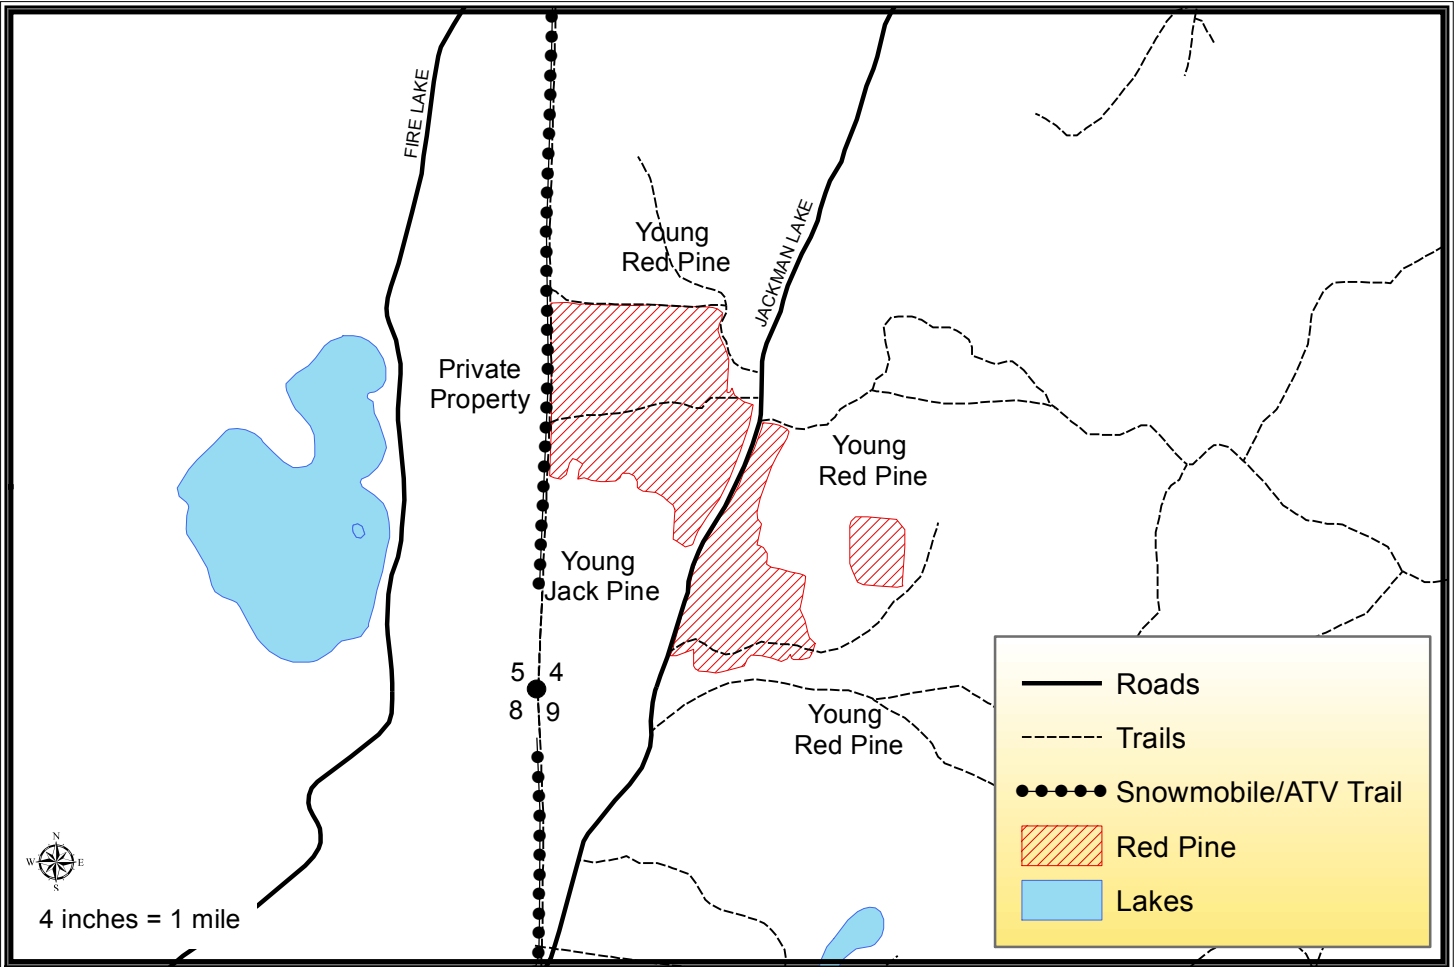 FIRE LAKE
JACKMAN LAKE
Young
Red Pine
Private
Property
Young
Red Pine
Young
Jack Pine
5 4
8 9
Young
Red Pine
N
W E
S
4 inches = 1 mile
Roads
Trails
Snowmobile/ATV Trail
Red Pine
Lakes